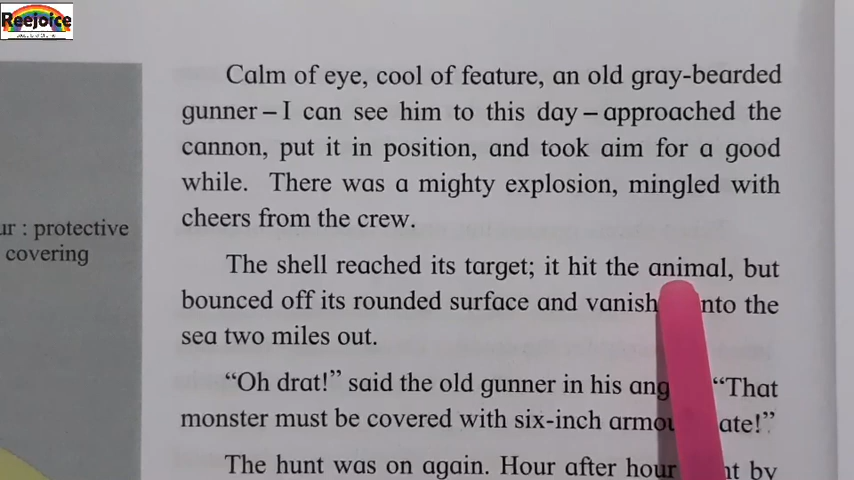 Reejoice
Calm of eye, cool of feature, an old gray-bearded
gunner – I can see him to this day – approached the
cannon, put it in position, and took aim for a good
while. There was a mighty explosion, mingled with
cheers from the crew.
The shell reached its target; it hit the animal, but
bounced off its rounded surface and vanish nto the
sea two miles out.
“Oh drat!” said the old gunner in his ang “That
monster must be covered with six-inch armou ate!”
The hunt was on again. Hour after hour nt by
ur : protective
covering